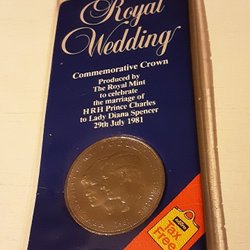 Royal
Wedding
Commemorative Crown
Produced by
The Royal Mint
to celebrate
the marriage of
HRH Prince Charles
to Lady Diana Spencer
29th July 1981
Tax
Free